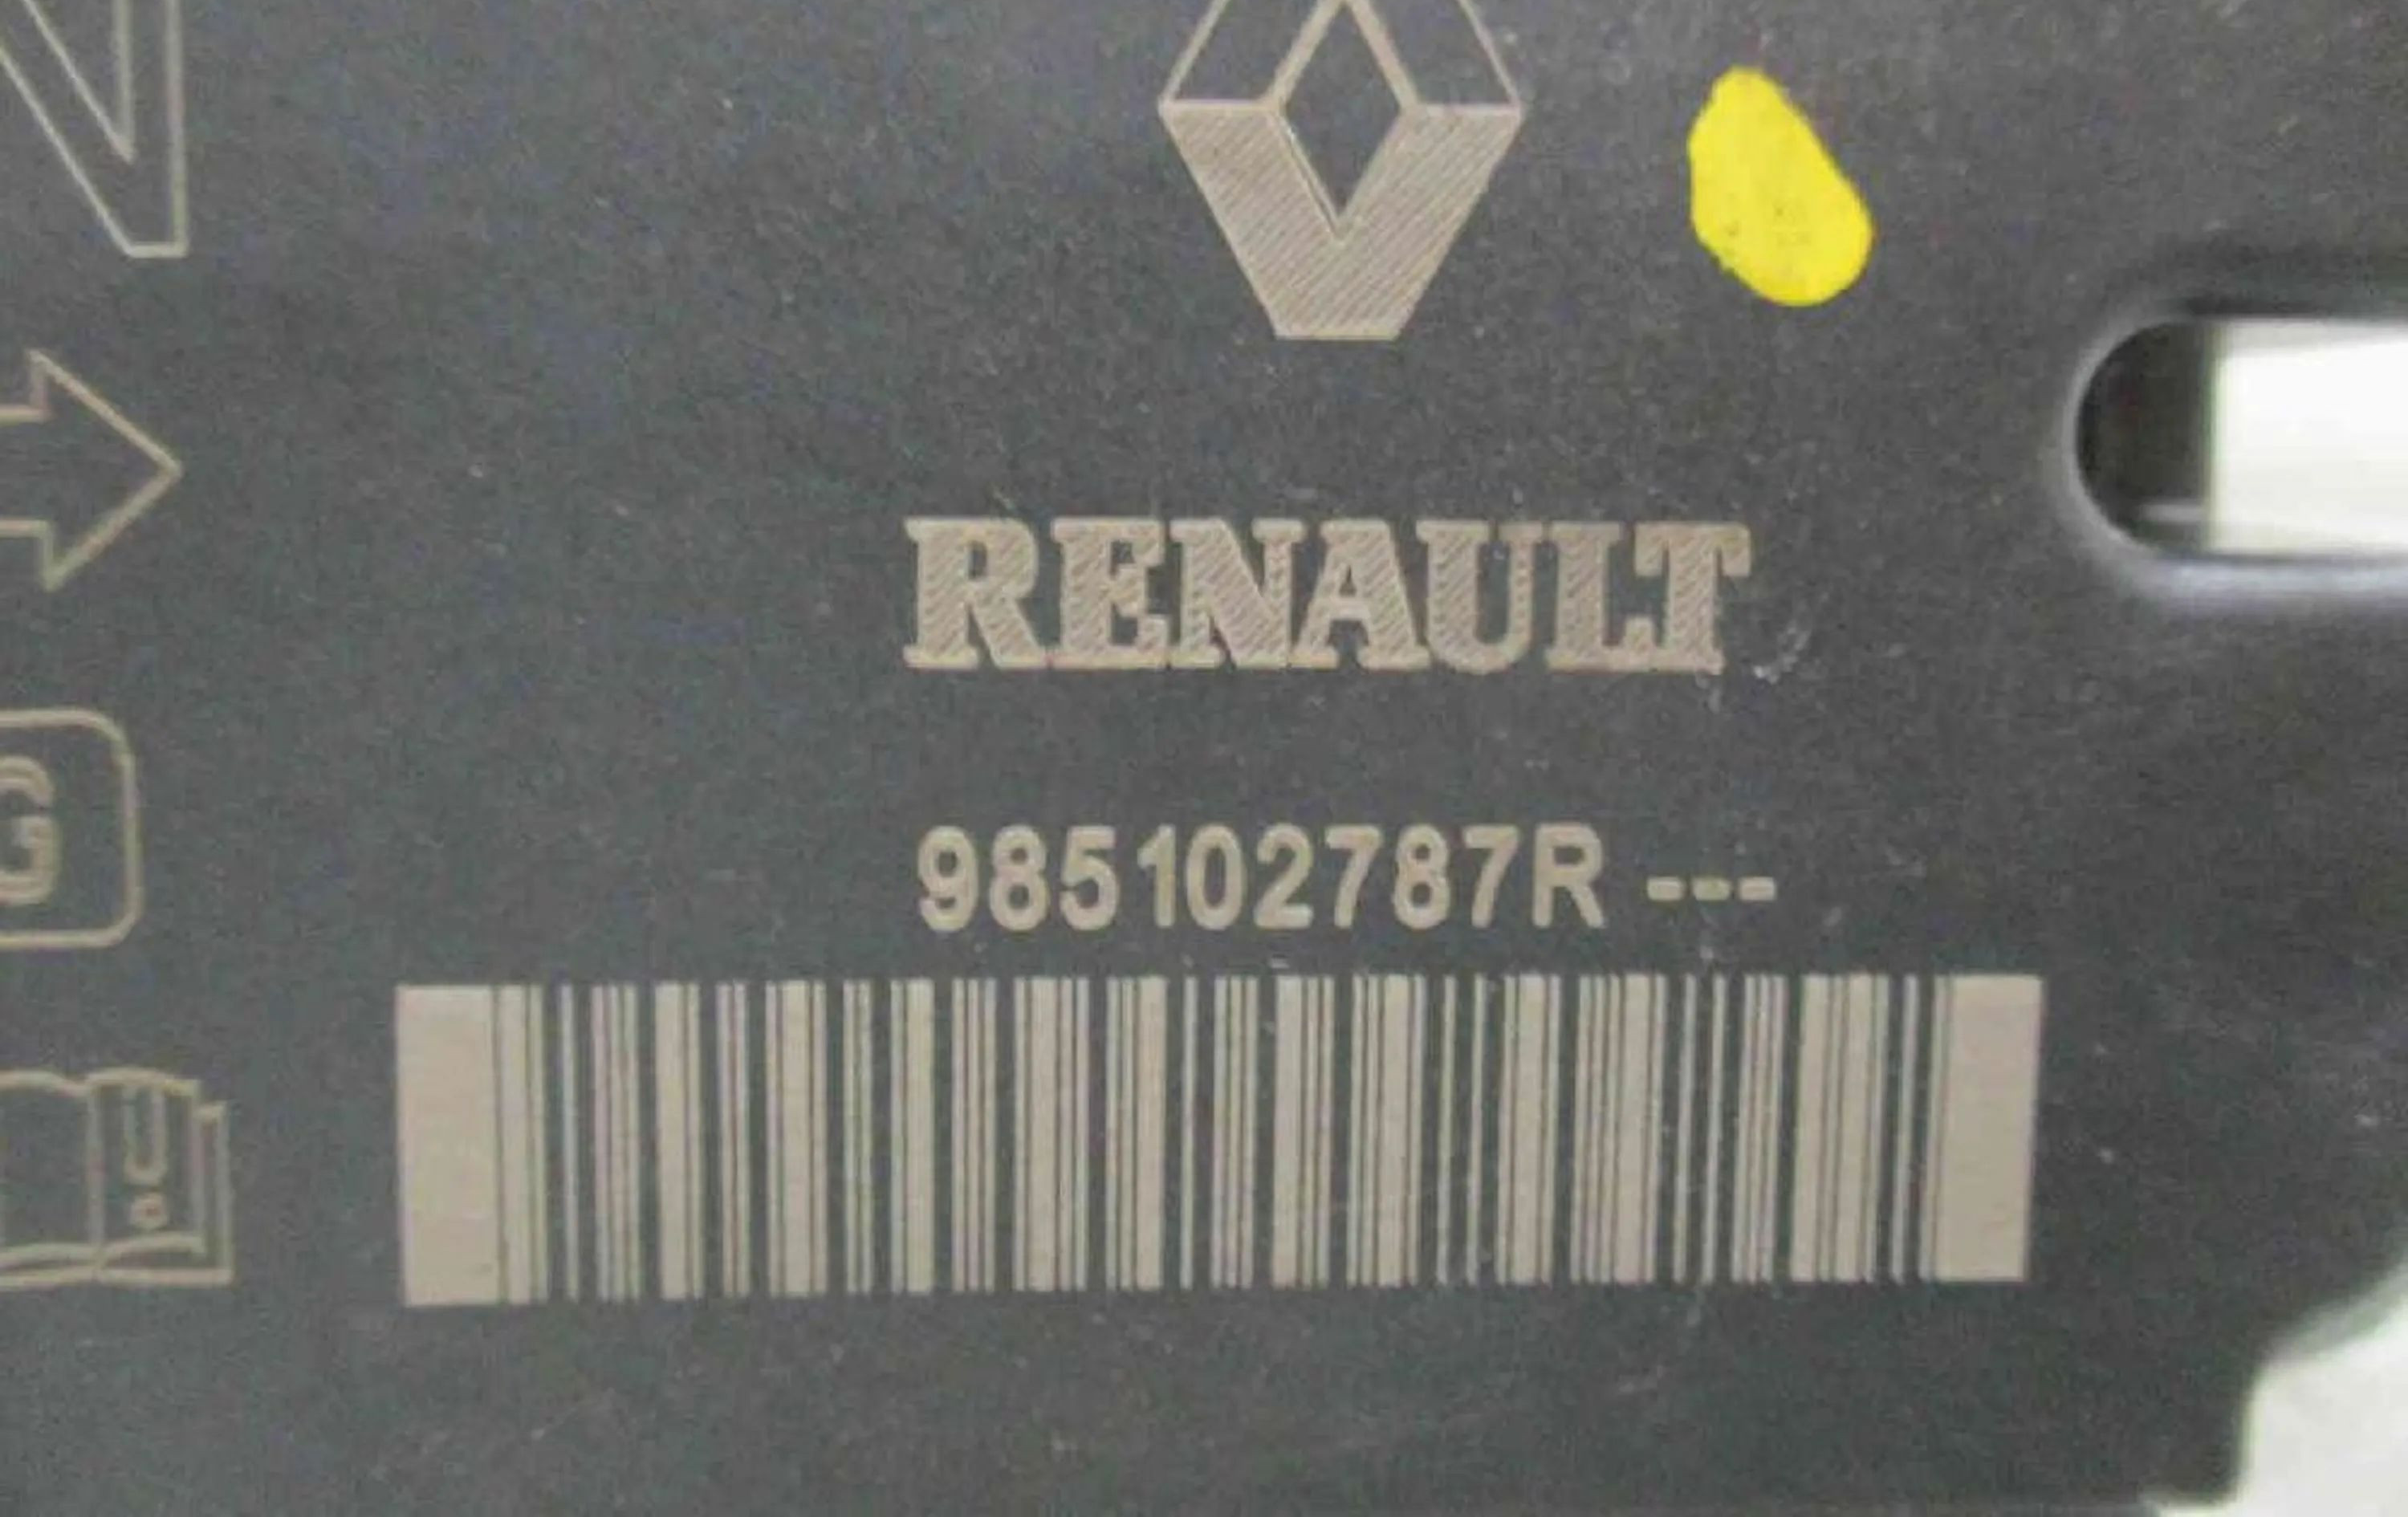 RENAULT
985102787R ---
G